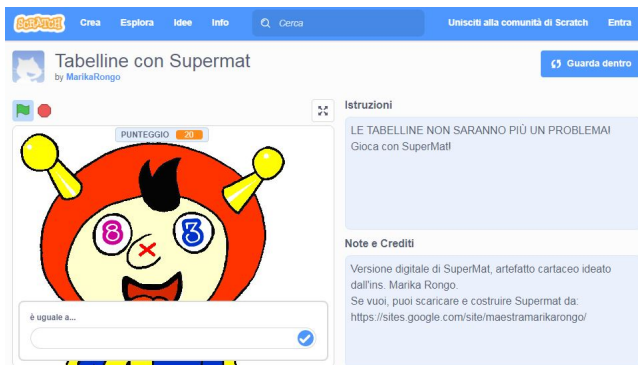 SCRATCH Crea Esplora Idee Info Cerca Unisciti alla comunità di Scratch Entra
Tabelline con Supermat
by MarikaRongo
Guarda dentro
PUNTEGGIO 20
8 × 3
è uguale a...
Istruzioni
LE TABELLINE NON SARANNO PIÙ UN PROBLEMA!
Gioca con SuperMat!
Note e Crediti
Versione digitale di SuperMat, artefatto cartaceo ideato
dall'ins. Marika Rongo.
Se vuoi, puoi scaricare e costruire Supermat da:
https://sites.google.com/site/maestramarikarongo/